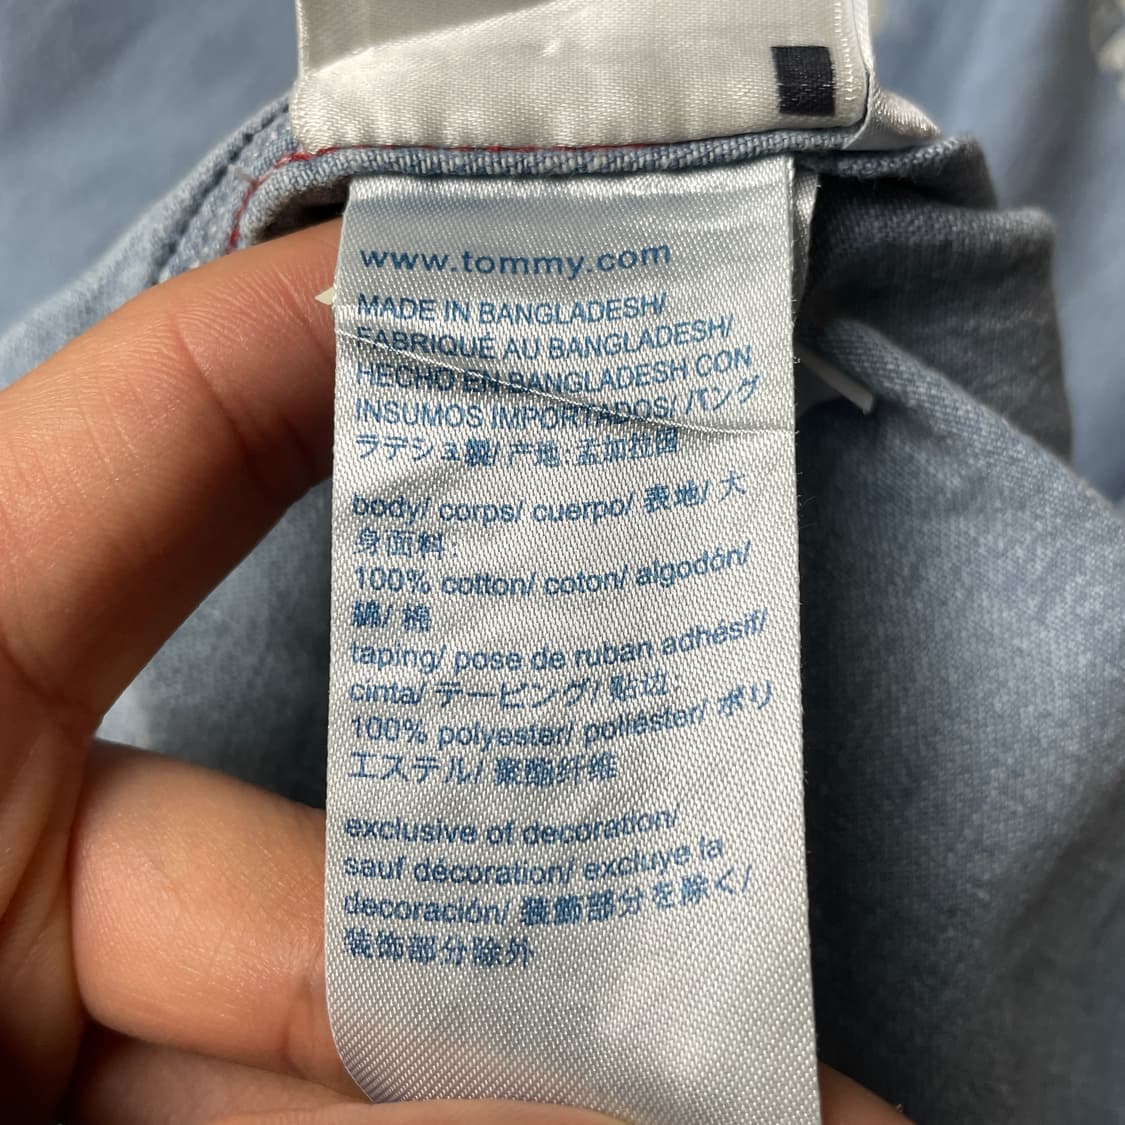 www.tommy.com
MADE IN BANGLADESH/
FABRIQUE AU BANGLADESH/
HECHO EN BANGLADESH CON
INSUMOS IMPORTADOS/ バング
ラデシュ製/ 产地 孟加拉国
body/ corps/ cuerpo/ 表地/ 大
身面料:
100% cotton/ coton/ algodón/
綿/ 棉
taping/ pose de ruban adhésif/
cinta/ テーピング/ 贴边
100% polyester/ poliéster/ ポリ
エステル/ 聚酯纤维
exclusive of decoration/
sauf décoration/ excluye la
decoración/ 装飾部分を除く/
装饰部分除外